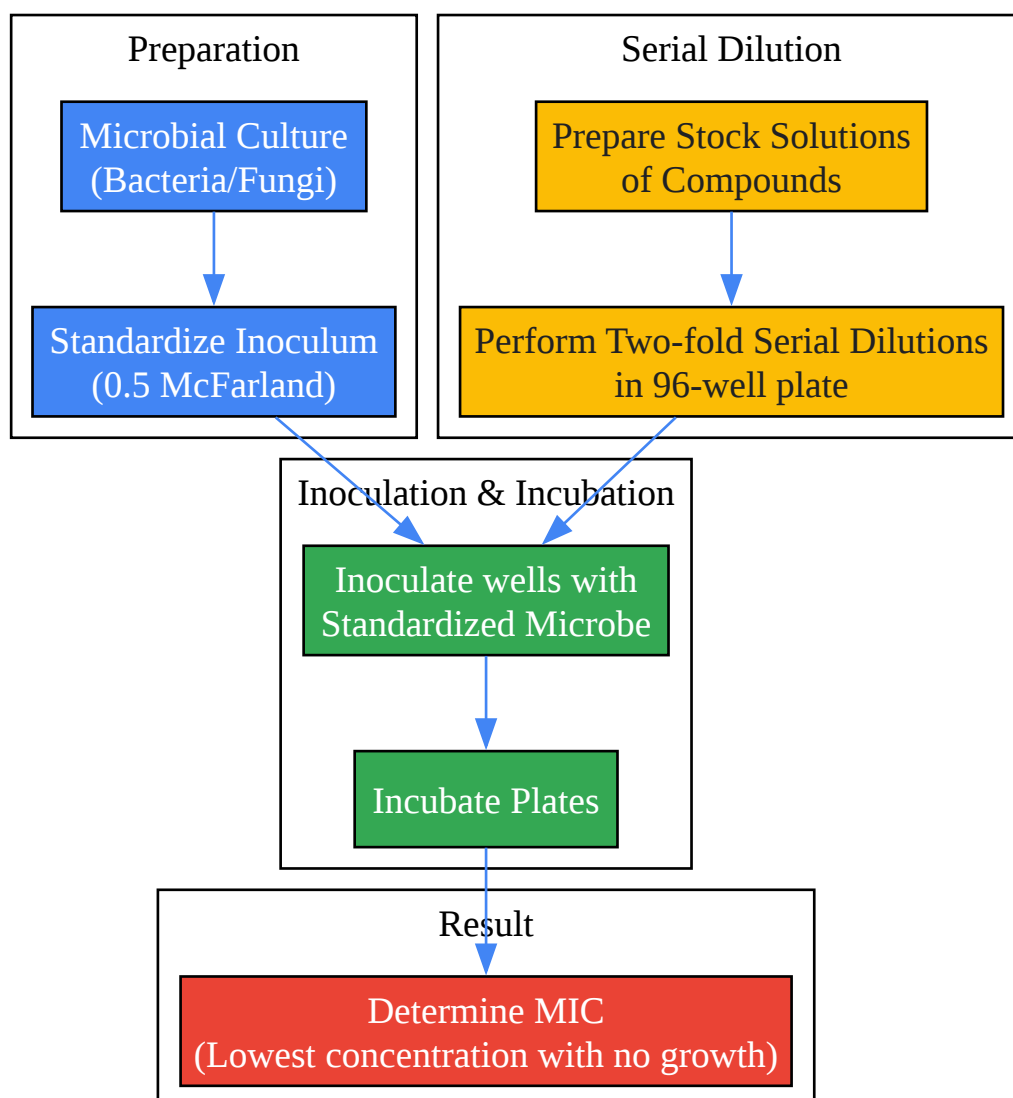 Preparation
Microbial Culture
(Bacteria/Fungi)
Standardize Inoculum
(0.5 McFarland)
Serial Dilution
Prepare Stock Solutions
of Compounds
Perform Two-fold Serial Dilutions
in 96-well plate
Inoculation & Incubation
Inoculate wells with
Standardized Microbe
Incubate Plates
Result
Determine MIC
(Lowest concentration with no growth)